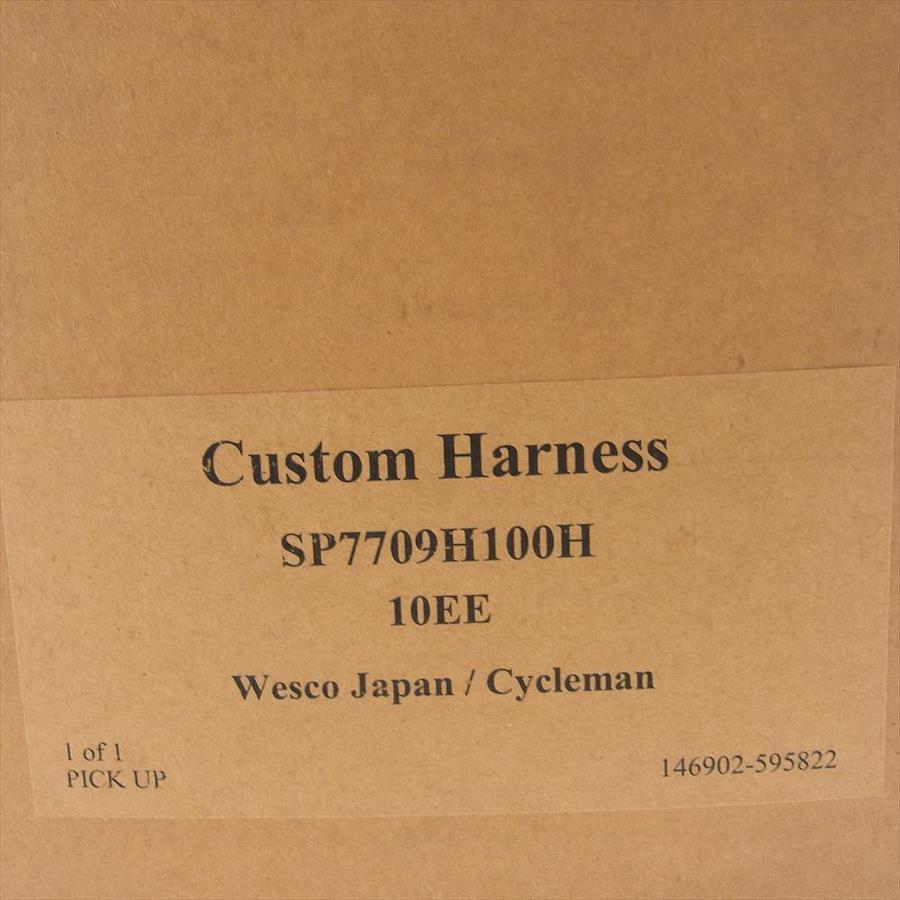 Custom Harness
SP7709H100H
10EE
Wesco Japan / Cycleman
1 of 1
PICK UP
146902-595822